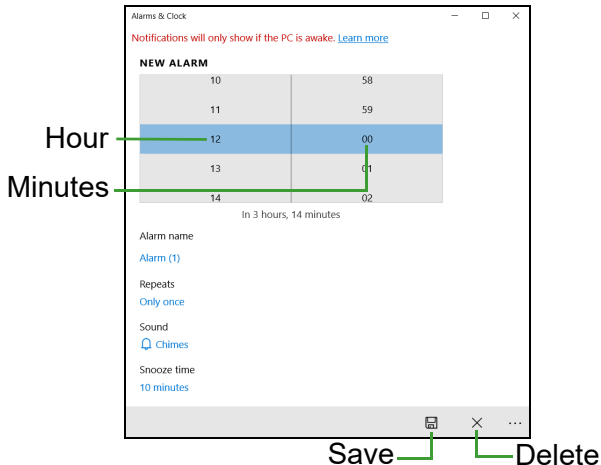 Alarms & Clock
Notifications will only show if the PC is awake. Learn more
NEW ALARM
10 58
11 59
Hour 12 00
13 01
Minutes
14 02
In 3 hours, 14 minutes
Alarm name
Alarm (1)
Repeats
Only once
Sound
Chimes
Snooze time
10 minutes
...
Save Delete